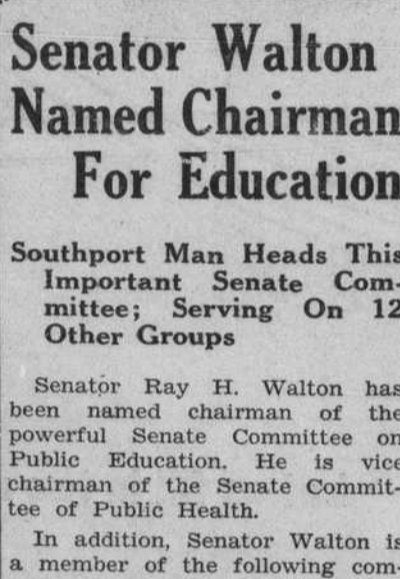 Senator Walton
Named Chairman
For Education
Southport Man Heads This
Important Senate Com-
mittee; Serving On 12
Other Groups
Senator Ray H. Walton has
been named chairman of the
powerful Senate Committee on
Public Education. He is vice
chairman of the Senate Commit-
tee of Public Health.
In addition, Senator Walton is
a member of the following com-